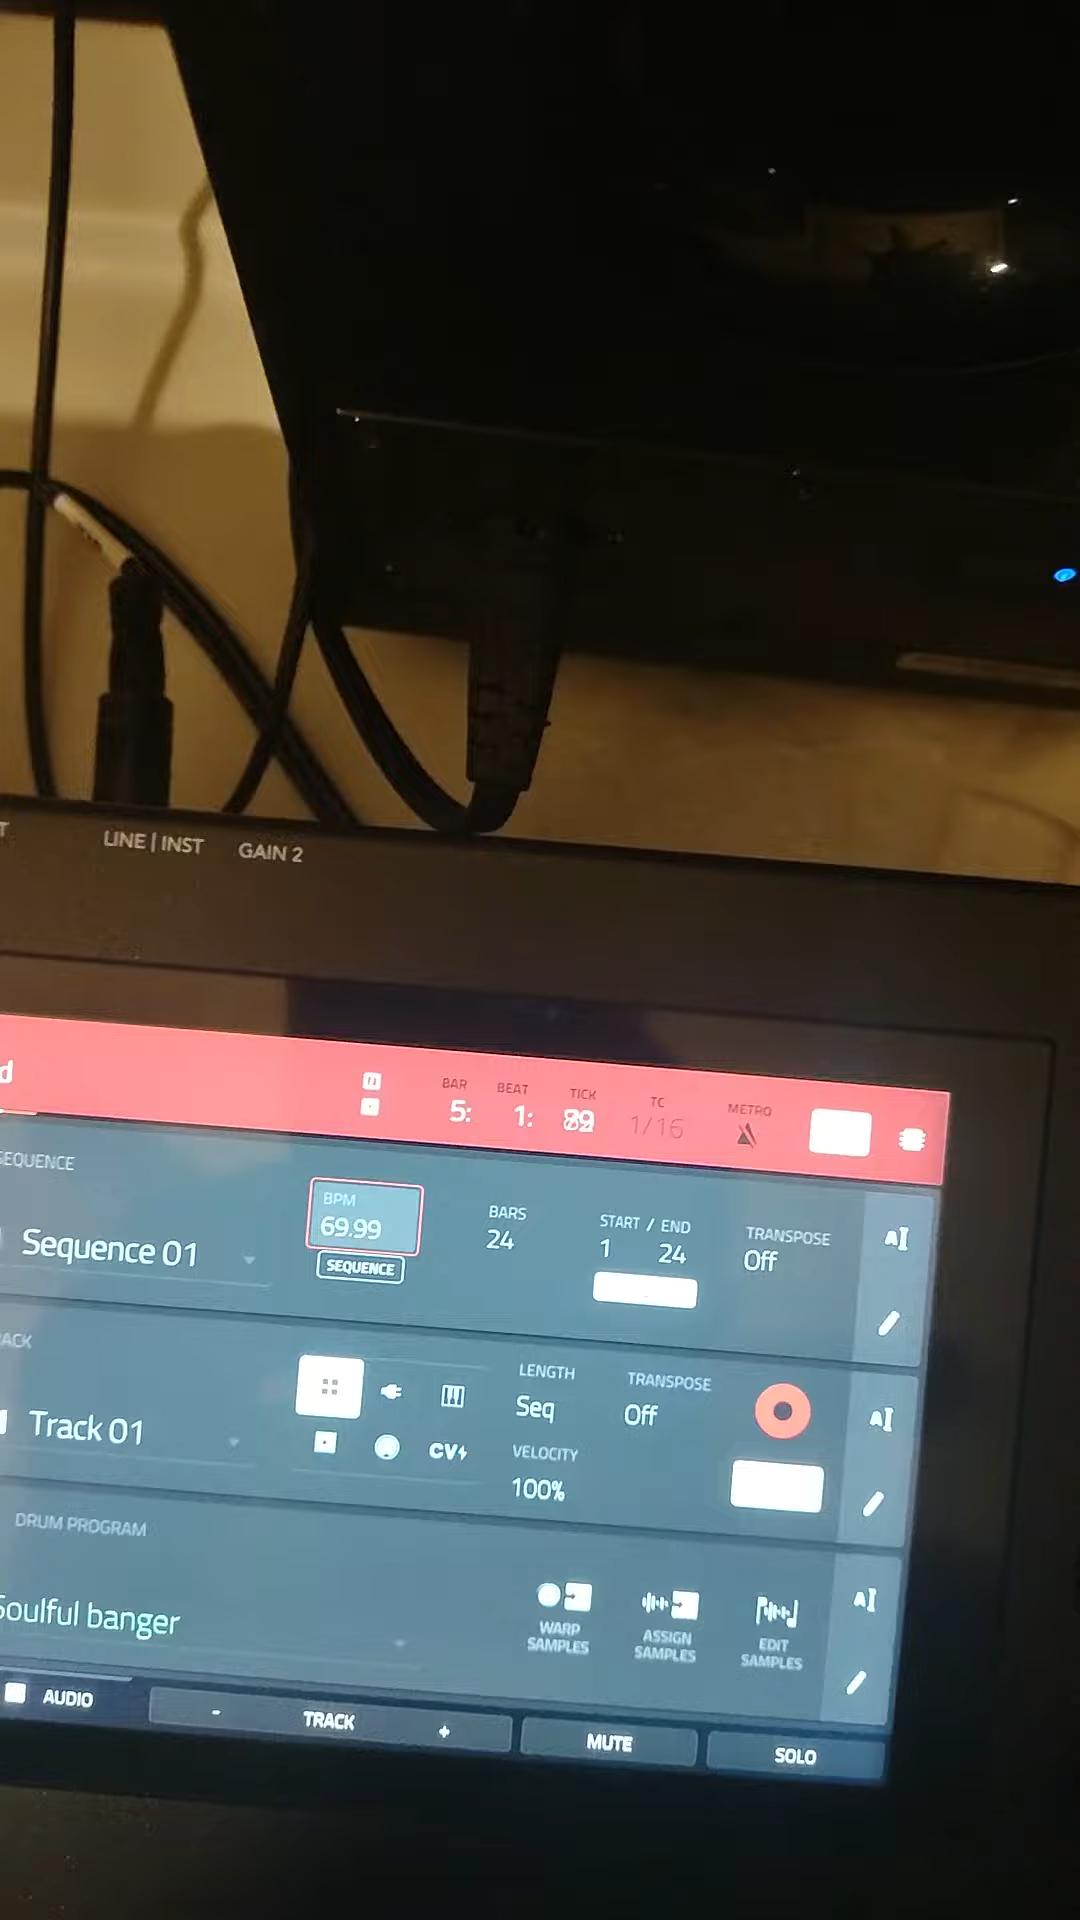 LINE | INST GAIN 2
BAR BEAT TICK TC METRO
5: 1: 1/16
SEQUENCE
Sequence 01
BPM
69.99
SEQUENCE
BARS
24
START / END
1 24
TRANSPOSE
Off
Track 01
CV
LENGTH
Seq
VELOCITY
100%
TRANSPOSE
Off
DRUM PROGRAM
Soulful banger
WARP
SAMPLES
ASSIGN
SAMPLES
EDIT
SAMPLES
AUDIO
- TRACK +
MUTE
SOLO